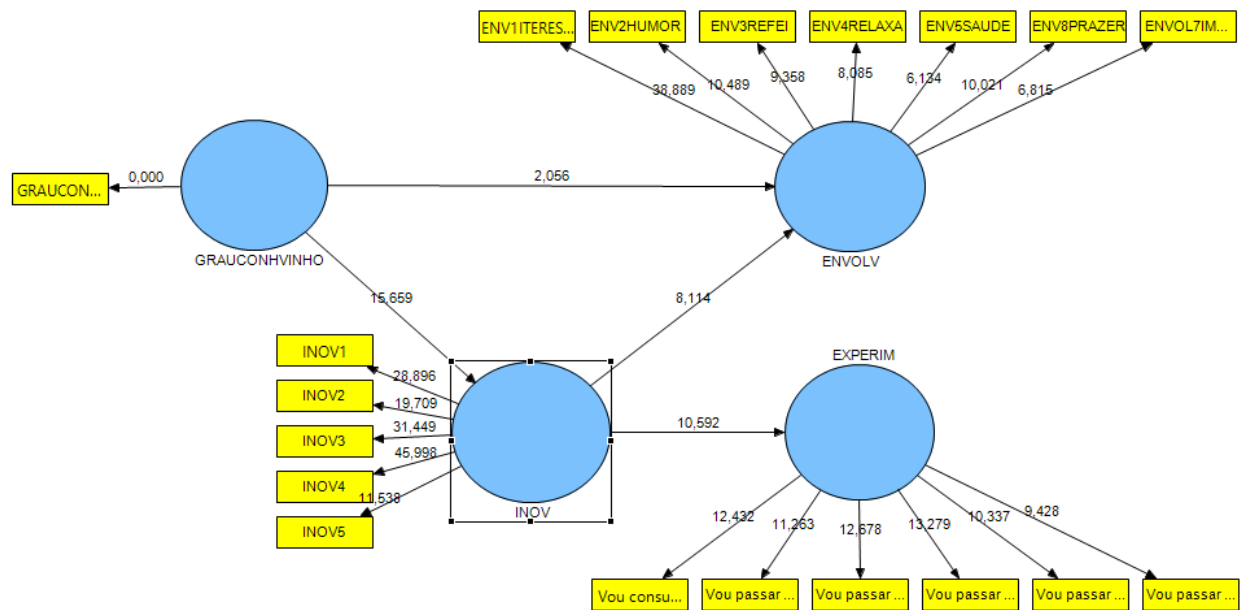 ENV1ITERES...
ENV2HUMOR
ENV3REFEI
ENV4RELAXA
ENV5SAUDE
ENV8PRAZER
ENVOL7IM...
38,889
10,489
9,358
8,085
6,134
10,021
6,815
GRAUCON...
0,000
2,056
GRAUCONHVINHO
ENVOLV
15,659
8,114
INOV1
28,896
INOV2
19,709
INOV3
31,449
INOV4
45,998
INOV5
11,538
INOV
10,592
EXPERIM
12,432
11,263
12,678
13,279
10,337
9,428
Vou consu...
Vou passar ...
Vou passar ...
Vou passar ...
Vou passar ...
Vou passar ...